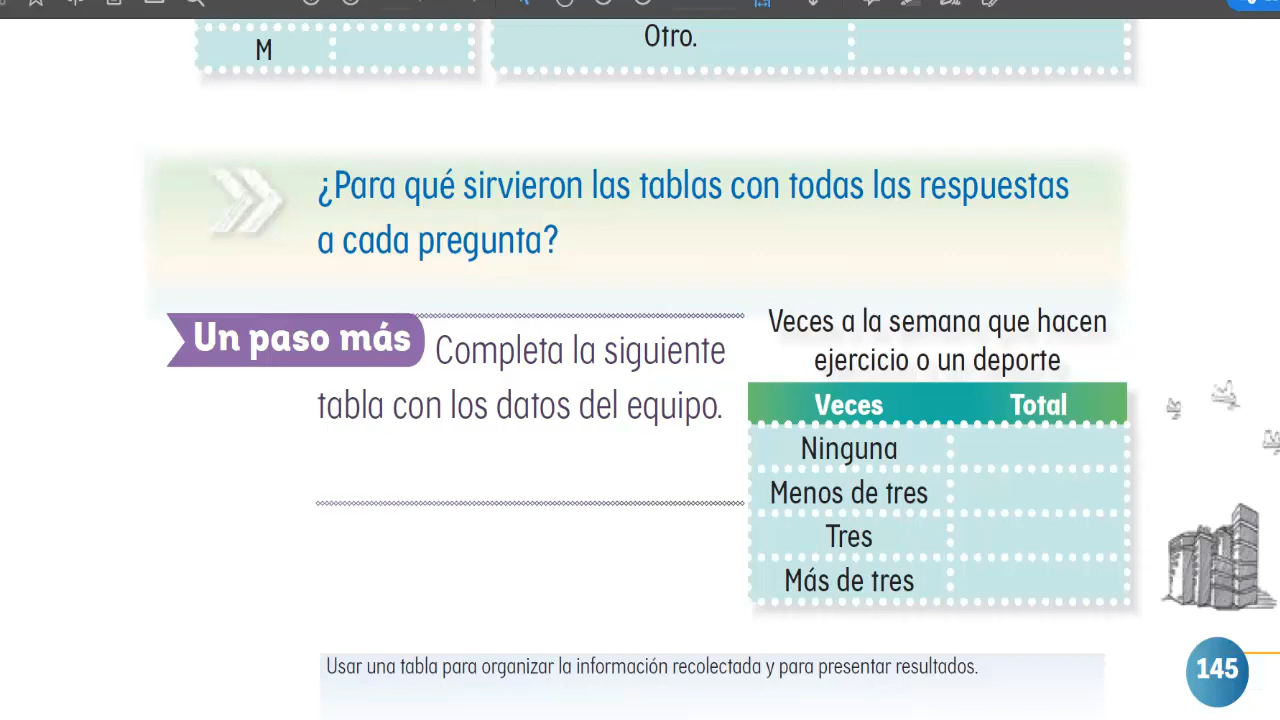 M
Otro.
¿Para qué sirvieron las tablas con todas las respuestas
a cada pregunta?
Un paso más Completa la siguiente
tabla con los datos del equipo.
Veces a la semana que hacen
ejercicio o un deporte
Veces Total
Ninguna
Menos de tres
Tres
Más de tres
Usar una tabla para organizar la información recolectada y para presentar resultados.
145